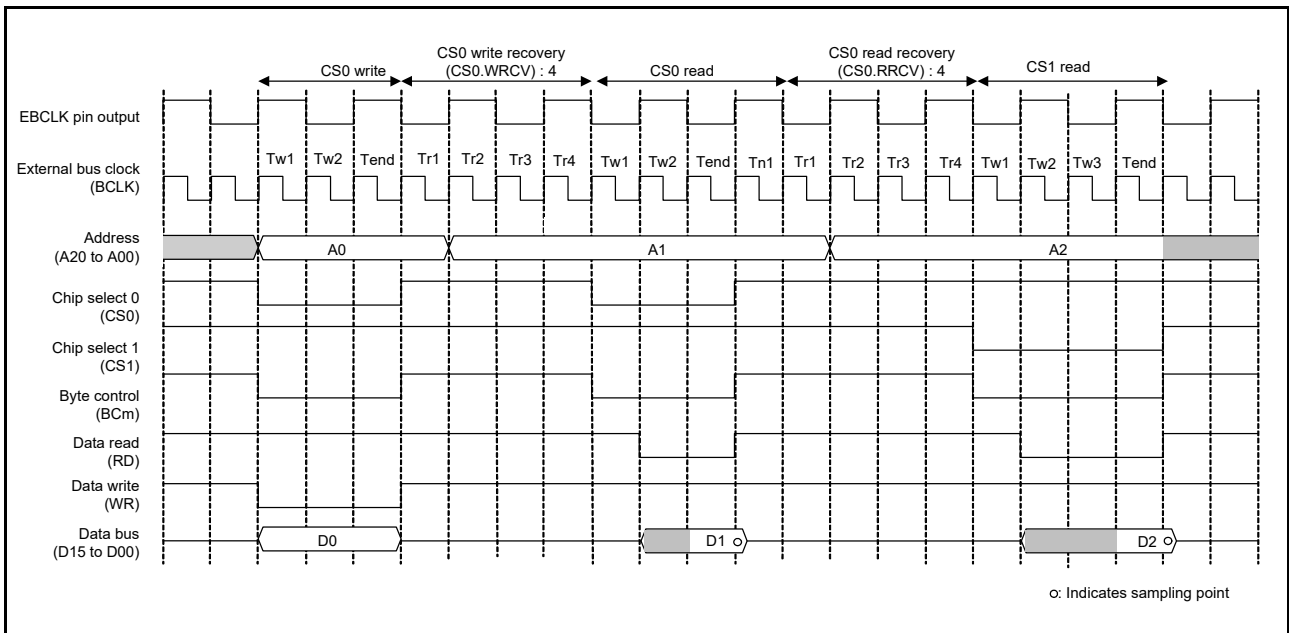 CS0 write
CS0 write recovery
(CS0.WRCV) : 4
CS0 read
CS0 read recovery
(CS0.RRCV) : 4
CS1 read
EBCLK pin output
External bus clock
(BCLK)
Tw1 Tw2 Tend Tr1 Tr2 Tr3 Tr4 Tw1 Tw2 Tend Tn1 Tr1 Tr2 Tr3 Tr4 Tw1 Tw2 Tw3 Tend
Address
(A20 to A00)
A0 A1 A2
Chip select 0
(CS0)
Chip select 1
(CS1)
Byte control
(BCm)
Data read
(RD)
Data write
(WR)
Data bus
(D15 to D00)
D0 D1 D2
o: Indicates sampling point